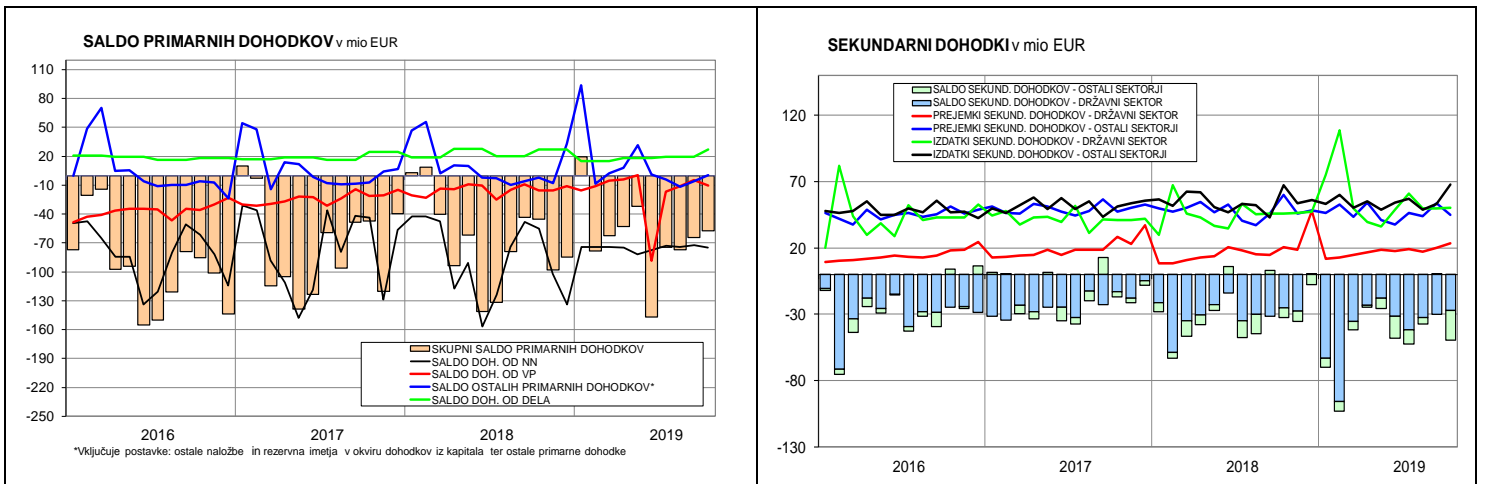 SALDO PRIMARNIH DOHODKOV v mio EUR
110
80
50
20
-10
-40
-70
-100
-130
-160
-190
-220
-250
SKUPNI SALDO PRIMARNIH DOHODKOV
SALDO DOH. OD NN
SALDO DOH. OD VP
SALDO OSTALIH PRIMARNIH DOHODKOV*
SALDO DOH. OD DELA
2016 2017 2018 2019
*Vključuje postavke: ostale naložbe in rezervna imetja v okviru dohodkov iz kapitala ter ostale primarne dohodke
SEKUNDARNI DOHODKI v mio EUR
SALDO SEKUND. DOHODKOV - OSTALI SEKTORJI
SALDO SEKUND. DOHODKOV - DRŽAVNI SEKTOR
PREJEMKI SEKUND. DOHODKOV - DRŽAVNI SEKTOR
PREJEMKI SEKUND. DOHODKOV - OSTALI SEKTORJI
IZDATKI SEKUND. DOHODKOV - DRŽAVNI SEKTOR
IZDATKI SEKUND. DOHODKOV - OSTALI SEKTORJI
120
70
20
-30
-80
-130
2016 2017 2018 2019